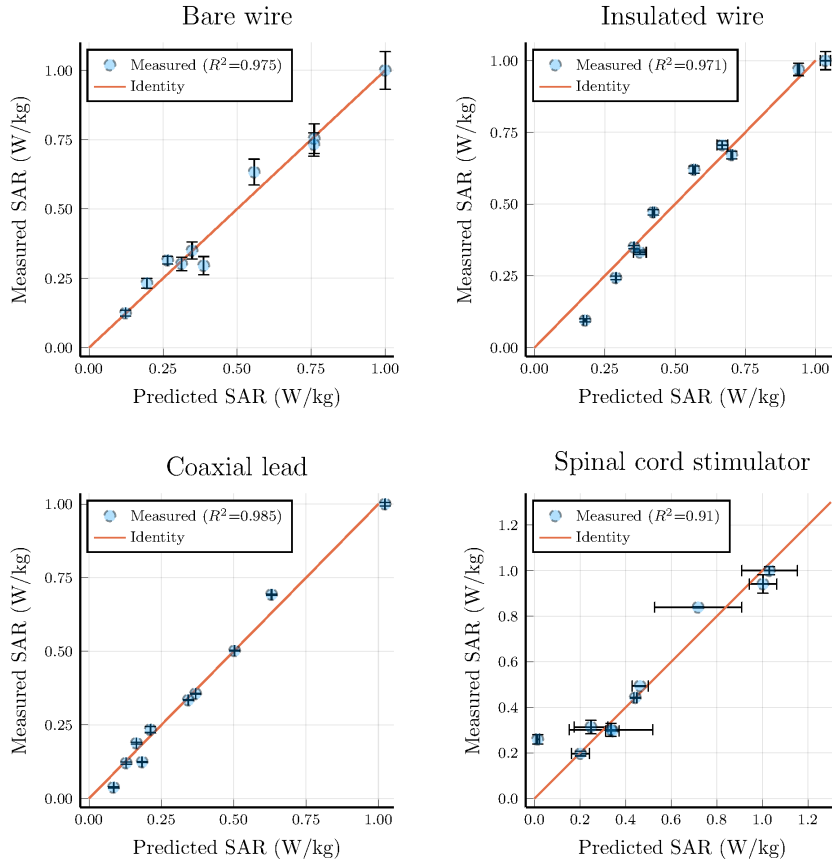 Bare wire
Measured (R²=0.975)
Identity
1.00
0.75
0.50
0.25
0.00
Measured SAR (W/kg)
0.00 0.25 0.50 0.75 1.00
Predicted SAR (W/kg)
Insulated wire
Measured (R²=0.971)
Identity
1.00
0.75
0.50
0.25
0.00
Measured SAR (W/kg)
0.00 0.25 0.50 0.75 1.00
Predicted SAR (W/kg)
Coaxial lead
Measured (R²=0.985)
Identity
1.00
0.75
0.50
0.25
0.00
Measured SAR (W/kg)
0.00 0.25 0.50 0.75 1.00
Predicted SAR (W/kg)
Spinal cord stimulator
Measured (R²=0.91)
Identity
1.2
1.0
0.8
0.6
0.4
0.2
0.0
Measured SAR (W/kg)
0.0 0.2 0.4 0.6 0.8 1.0 1.2
Predicted SAR (W/kg)